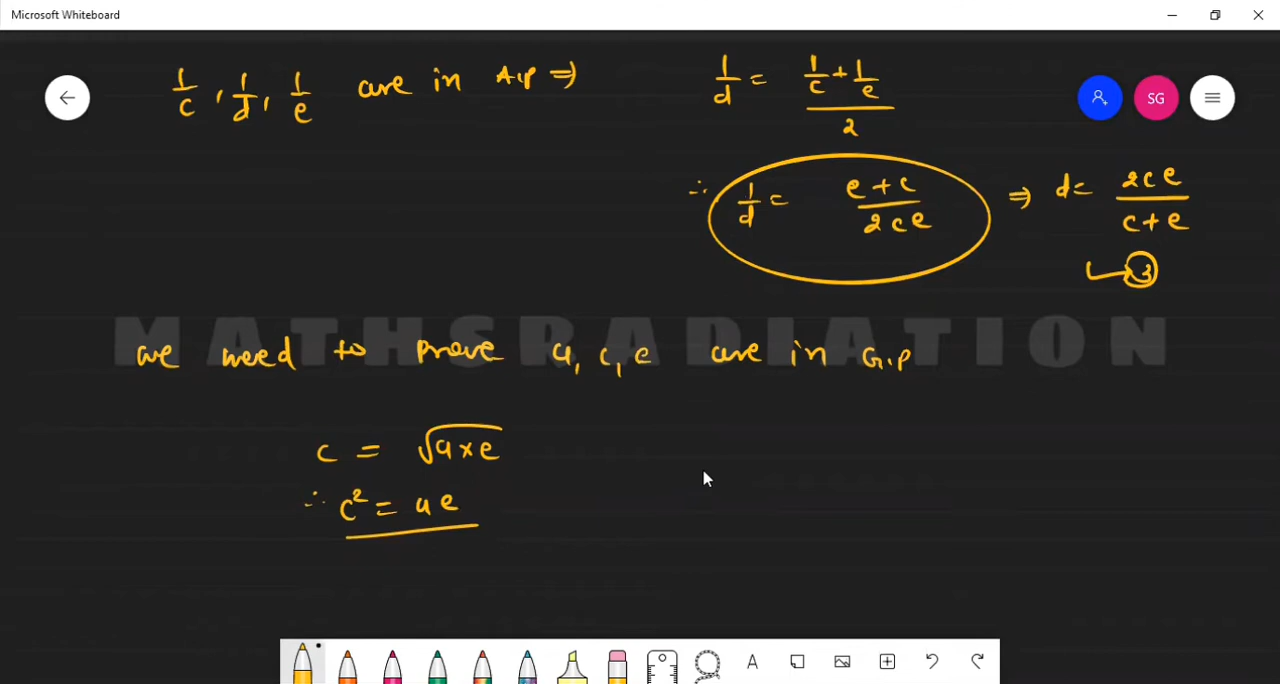 Microsoft Whiteboard
1/c , 1/d, 1/e are in A.p ⇒ 1/d = (1/c + 1/e)/2
∴ 1/d = (e + c)/(2ce) ⇒ d = 2ce/(c + e)
③
SG
MATHSRADIATION
we need to prove a, c, e are in G.p
c = √(a×e)
∴ c² = ae
A